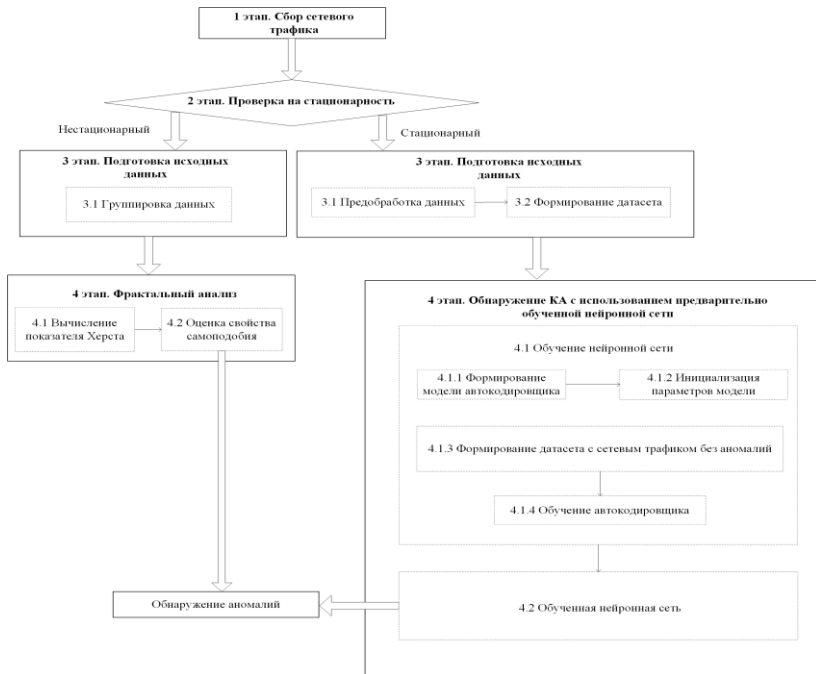 1 этап. Сбор сетевого
трафика
2 этап. Проверка на стационарность
Нестационарный
Стационарный
3 этап. Подготовка исходных
данных
3.1 Группировка данных
3 этап. Подготовка исходных
данных
3.1 Предобработка данных
3.2 Формирование датасета
4 этап. Фрактальный анализ
4.1 Вычисление
показателя Херста
4.2 Оценка свойства
самоподобия
4 этап. Обнаружение КА с использованием предварительно
обученной нейронной сети
4.1 Обучение нейронной сети
4.1.1 Формирование
модели автокодировщика
4.1.2 Инициализация
параметров модели
4.1.3 Формирование датасета с сетевым трафиком без аномалий
4.1.4 Обучение автокодировщика
4.2 Обученная нейронная сеть
Обнаружение аномалий